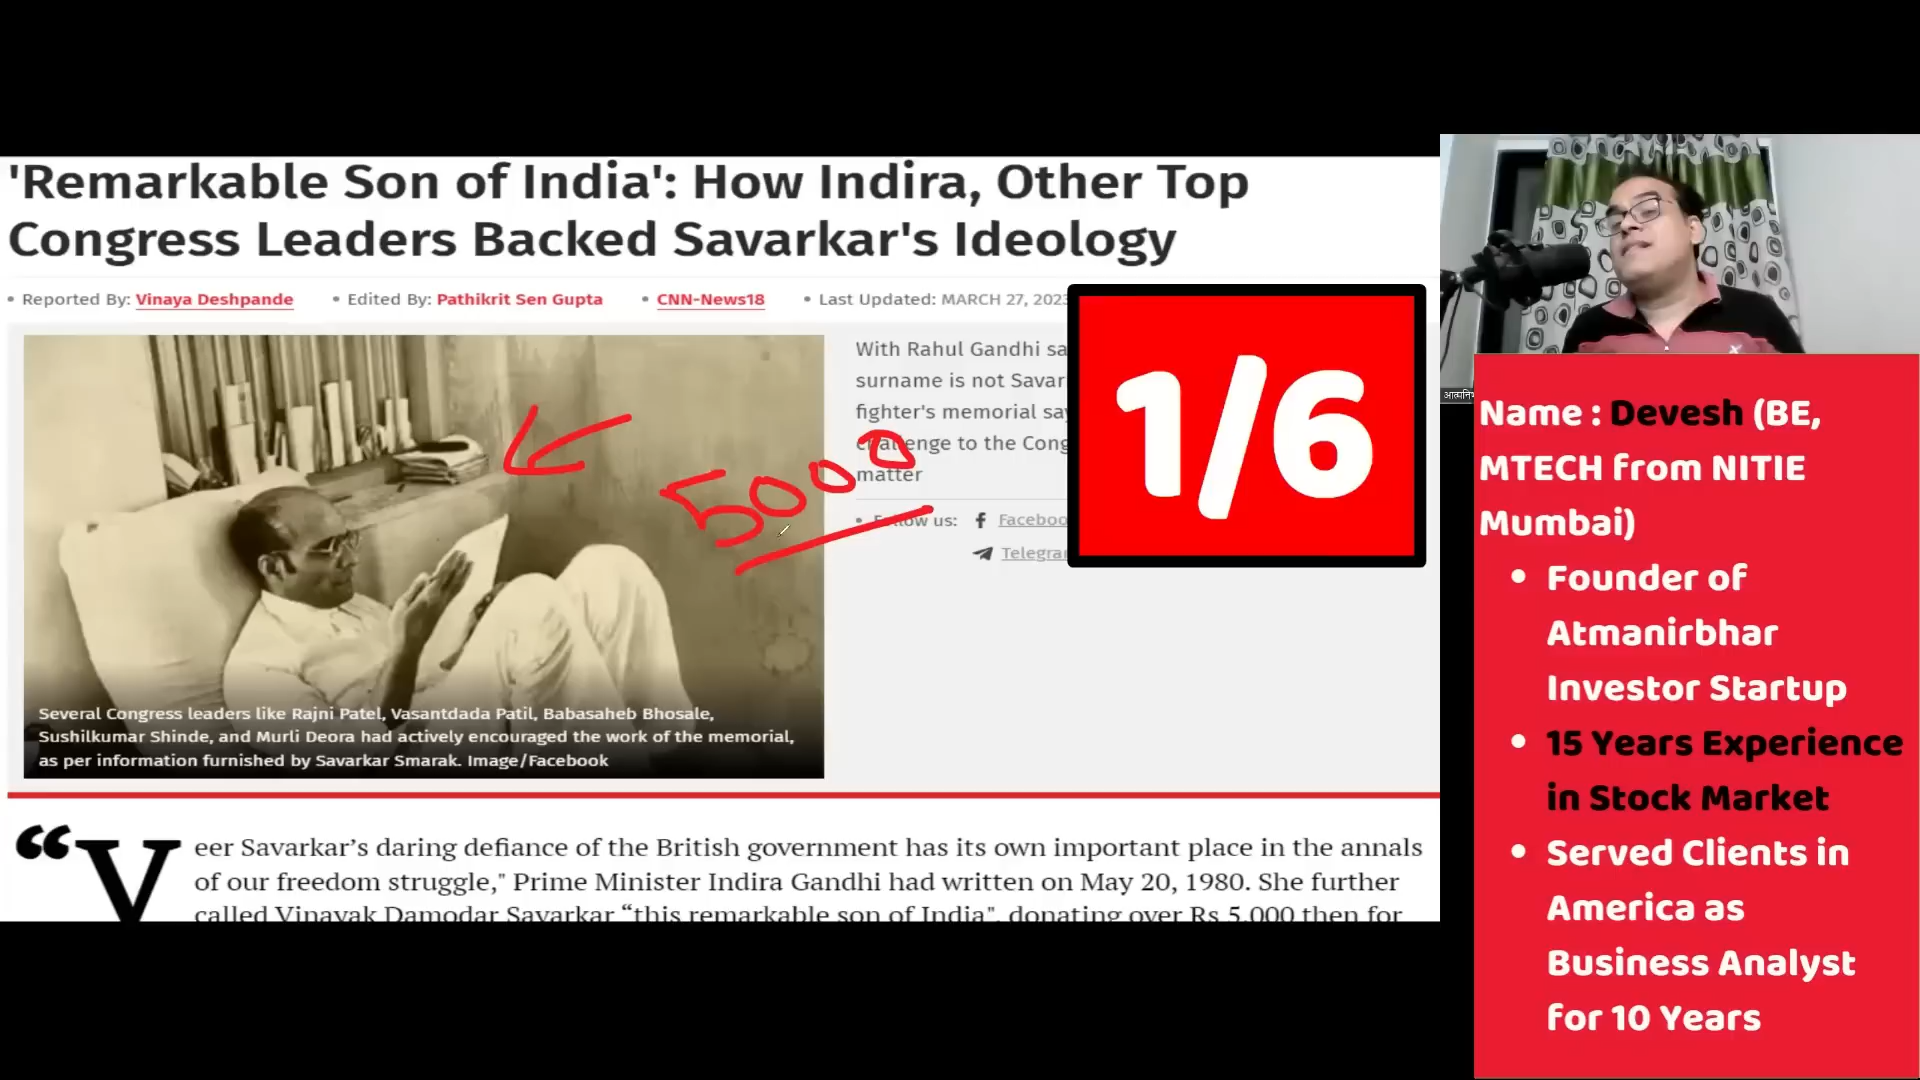 'Remarkable Son of India': How Indira, Other Top
Congress Leaders Backed Savarkar's Ideology
• Reported By: Vinaya Deshpande • Edited By: Pathikrit Sen Gupta • CNN-News18 • Last Updated: MARCH 27, 2023
With Rahul Gandhi sa
surname is not Savar
fighter's memorial sa
challenge to the Cong
matter
• Follow us: Faceboo
Telegra
5000
1/6
Several Congress leaders like Rajni Patel, Vasantdada Patil, Babasaheb Bhosale,
Sushilkumar Shinde, and Murli Deora had actively encouraged the work of the memorial,
as per information furnished by Savarkar Smarak. Image/Facebook
“Veer Savarkar’s daring defiance of the British government has its own important place in the annals
of our freedom struggle," Prime Minister Indira Gandhi had written on May 20, 1980. She further
called Vinayak Damodar Savarkar “this remarkable son of India", donating over Rs 5,000 then for
आत्मनिर्भ
Name : Devesh (BE,
MTECH from NITIE
Mumbai)
• Founder of
Atmanirbhar
Investor Startup
• 15 Years Experience
in Stock Market
• Served Clients in
America as
Business Analyst
for 10 Years